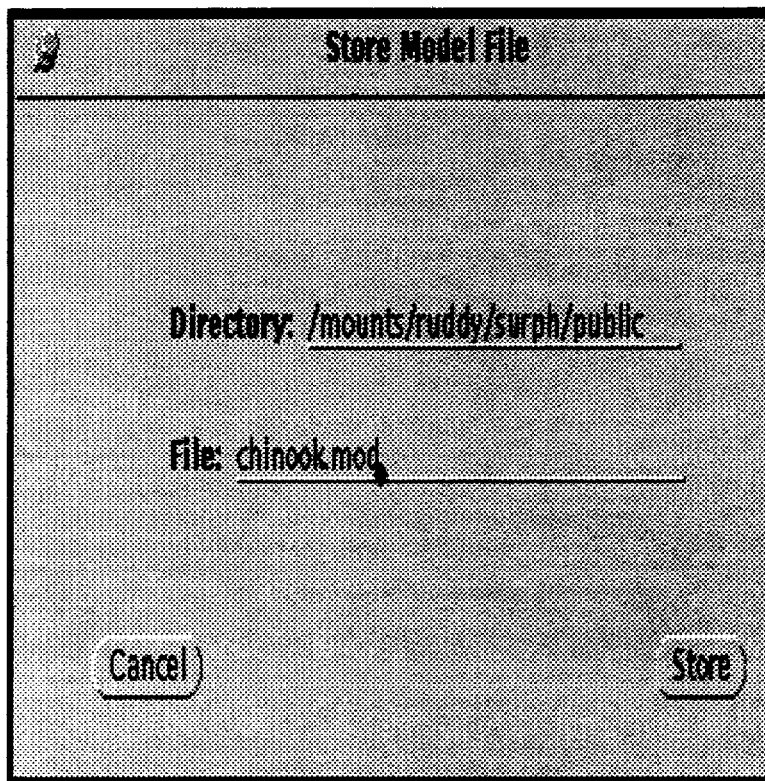 Store Model File
Directory: /mounts/ruddy/surph/public
File: chinook.mod
Cancel Store